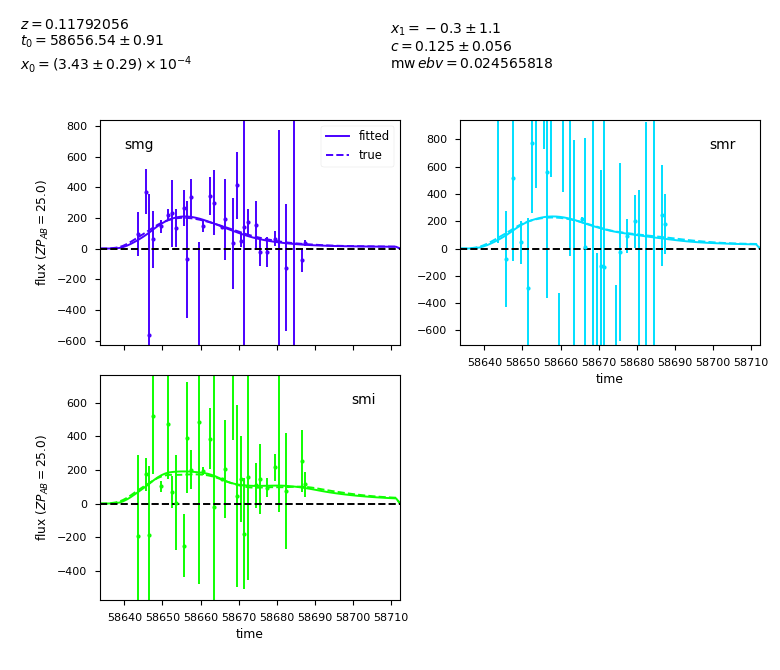 z = 0.11792056
t₀ = 58656.54 ± 0.91
x₀ = (3.43 ± 0.29) × 10⁻⁴
x₁ = −0.3 ± 1.1
c = 0.125 ± 0.056
mw ebv = 0.024565818
smg
fitted
true
flux (ZP_AB = 25.0)
800
600
400
200
0
−200
−400
−600
smr
800
600
400
200
0
−200
−400
−600
58640 58650 58660 58670 58680 58690 58700 58710
time
smi
flux (ZP_AB = 25.0)
600
400
200
0
−200
−400
58640 58650 58660 58670 58680 58690 58700 58710
time